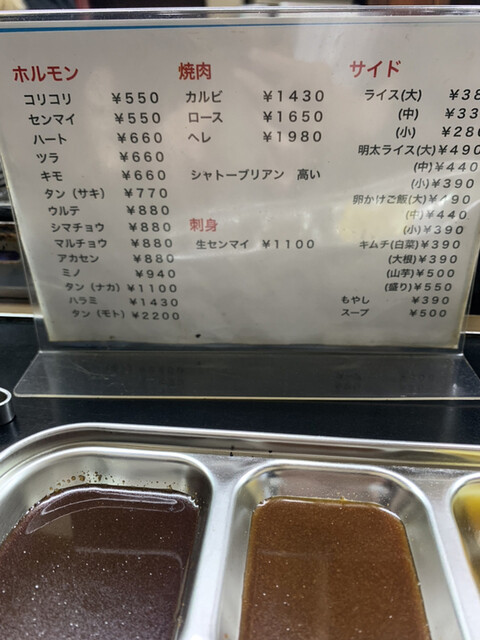 ホルモン
コリコリ ¥550
センマイ ¥550
ハート ¥660
ツラ ¥660
キモ ¥660
タン(サキ) ¥770
ウルテ ¥880
シマチョウ ¥880
マルチョウ ¥880
アカセン ¥880
ミノ ¥940
タン(ナカ) ¥1100
ハラミ ¥1430
タン(モト) ¥2200
焼肉
カルビ ¥1430
ロース ¥1650
ヘレ ¥1980
シャトーブリアン 高い
刺身
生センマイ ¥1100
サイド
ライス(大) ¥38
(中) ¥33
(小) ¥28
明太ライス(大)¥490
(中)¥440
(小)¥390
卵かけご飯(大)¥490
(中)¥440
(小)¥390
キムチ(白菜)¥390
(大根)¥390
(山芋)¥500
(盛り)¥550
もやし ¥390
スープ ¥500